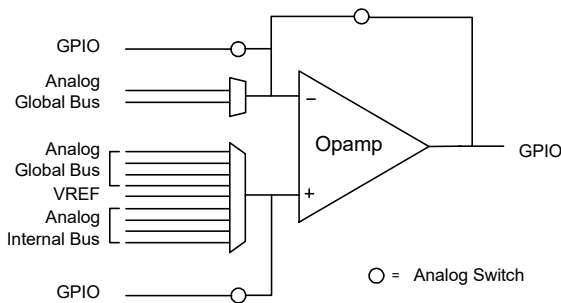 GPIO
Analog
Global Bus
Analog
Global Bus
VREF
Analog
Internal Bus
GPIO
Opamp
GPIO
= Analog Switch